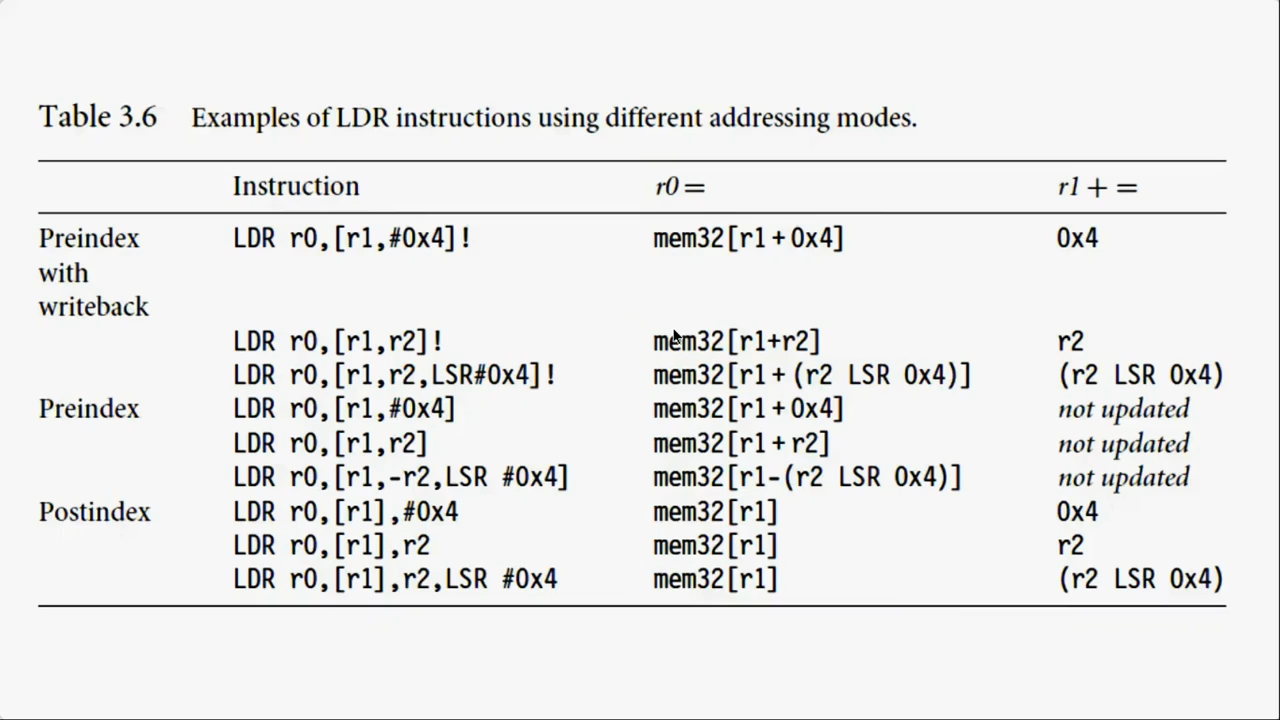 Table 3.6 Examples of LDR instructions using different addressing modes.
Instruction r0 = r1 + =
Preindex LDR r0,[r1,#0x4]! mem32[r1+0x4] 0x4
with
writeback
LDR r0,[r1,r2]! mem32[r1+r2] r2
LDR r0,[r1,r2,LSR#0x4]! mem32[r1+(r2 LSR 0x4)] (r2 LSR 0x4)
Preindex LDR r0,[r1,#0x4] mem32[r1+0x4] not updated
LDR r0,[r1,r2] mem32[r1+r2] not updated
LDR r0,[r1,-r2,LSR #0x4] mem32[r1-(r2 LSR 0x4)] not updated
Postindex LDR r0,[r1],#0x4 mem32[r1] 0x4
LDR r0,[r1],r2 mem32[r1] r2
LDR r0,[r1],r2,LSR #0x4 mem32[r1] (r2 LSR 0x4)